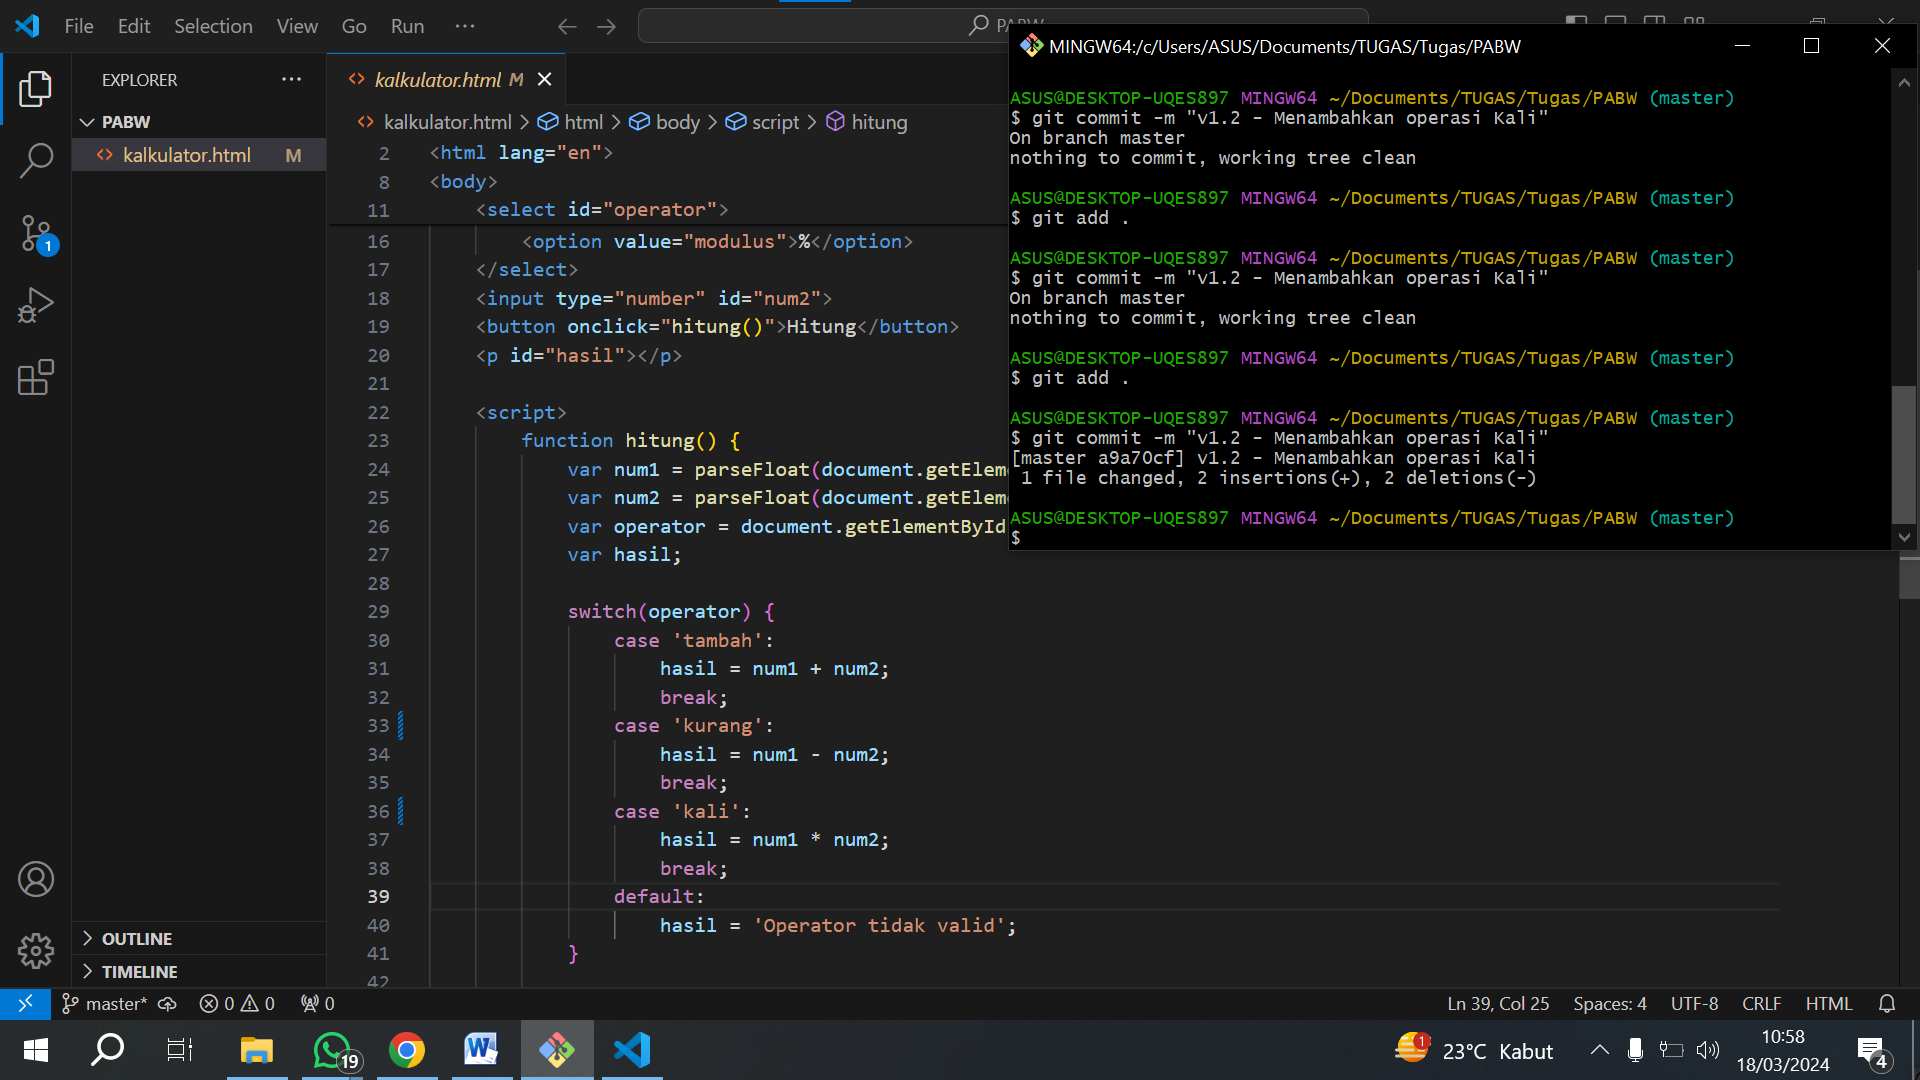 File Edit Selection View Go Run ···
EXPLORER ···
PABW
kalkulator.html M
1
OUTLINE
TIMELINE
kalkulator.html M
kalkulator.html > html > body > script > hitung
2 <html lang="en">
8 <body>
11 <select id="operator">
16 <option value="modulus">%</option>
17 </select>
18 <input type="number" id="num2">
19 <button onclick="hitung()">Hitung</button>
20 <p id="hasil"></p>
21
22 <script>
23 function hitung() {
24 var num1 = parseFloat(document.getElem
25 var num2 = parseFloat(document.getElem
26 var operator = document.getElementById
27 var hasil;
28
29 switch(operator) {
30 case 'tambah':
31 hasil = num1 + num2;
32 break;
33 case 'kurang':
34 hasil = num1 - num2;
35 break;
36 case 'kali':
37 hasil = num1 * num2;
38 break;
39 default:
40 hasil = 'Operator tidak valid';
41 }
42
MINGW64:/c/Users/ASUS/Documents/TUGAS/Tugas/PABW
ASUS@DESKTOP-UQES897 MINGW64 ~/Documents/TUGAS/Tugas/PABW (master)
$ git commit -m "v1.2 - Menambahkan operasi Kali"
On branch master
nothing to commit, working tree clean
ASUS@DESKTOP-UQES897 MINGW64 ~/Documents/TUGAS/Tugas/PABW (master)
$ git add .
ASUS@DESKTOP-UQES897 MINGW64 ~/Documents/TUGAS/Tugas/PABW (master)
$ git commit -m "v1.2 - Menambahkan operasi Kali"
On branch master
nothing to commit, working tree clean
ASUS@DESKTOP-UQES897 MINGW64 ~/Documents/TUGAS/Tugas/PABW (master)
$ git add .
ASUS@DESKTOP-UQES897 MINGW64 ~/Documents/TUGAS/Tugas/PABW (master)
$ git commit -m "v1.2 - Menambahkan operasi Kali"
[master a9a70cf] v1.2 - Menambahkan operasi Kali
1 file changed, 2 insertions(+), 2 deletions(-)
ASUS@DESKTOP-UQES897 MINGW64 ~/Documents/TUGAS/Tugas/PABW (master)
$
master* 0 0 0 Ln 39, Col 25 Spaces: 4 UTF-8 CRLF HTML
19
1 23°C Kabut
10:58
18/03/2024
4